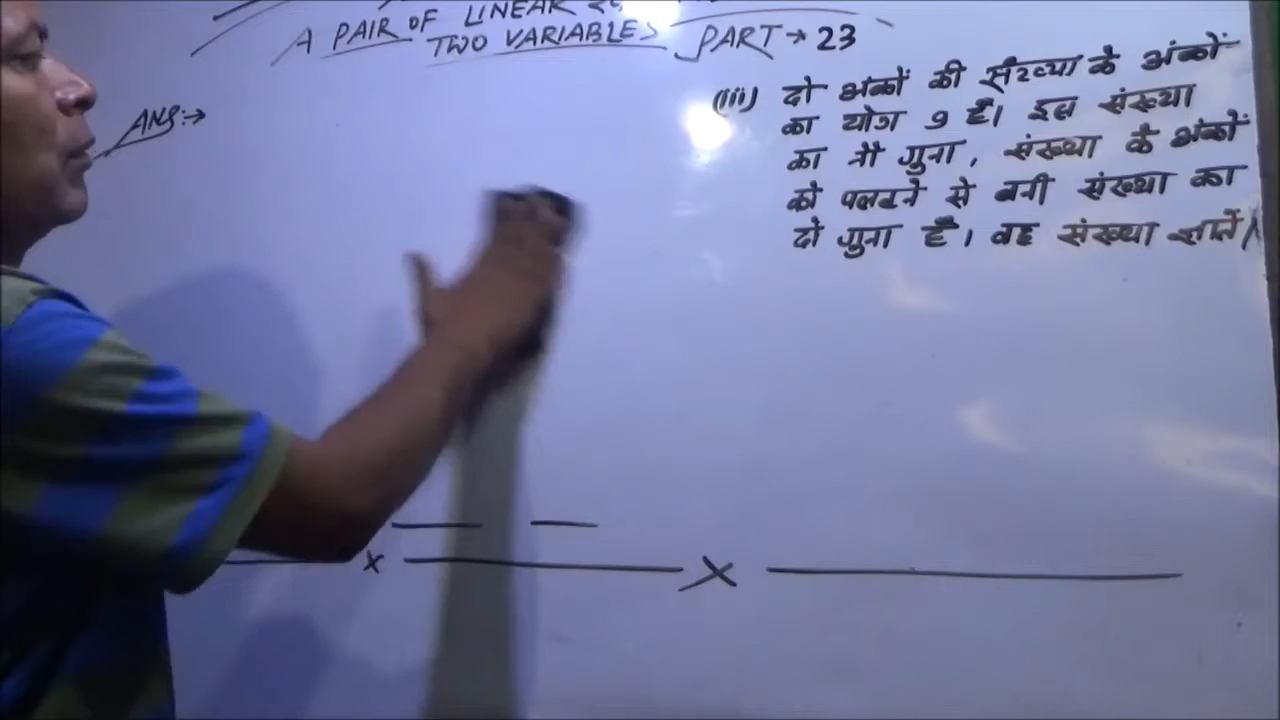 A PAIR OF LINEAR
TWO VARIABLES PART → 23
ANS:→
(iii) दो अंकों की संख्या के अंकों
का योग 9 है। इस संख्या
का नौ गुना, संख्या के अंकों
को पलटने से बनी संख्या का
दो गुना है। वह संख्या
× ×